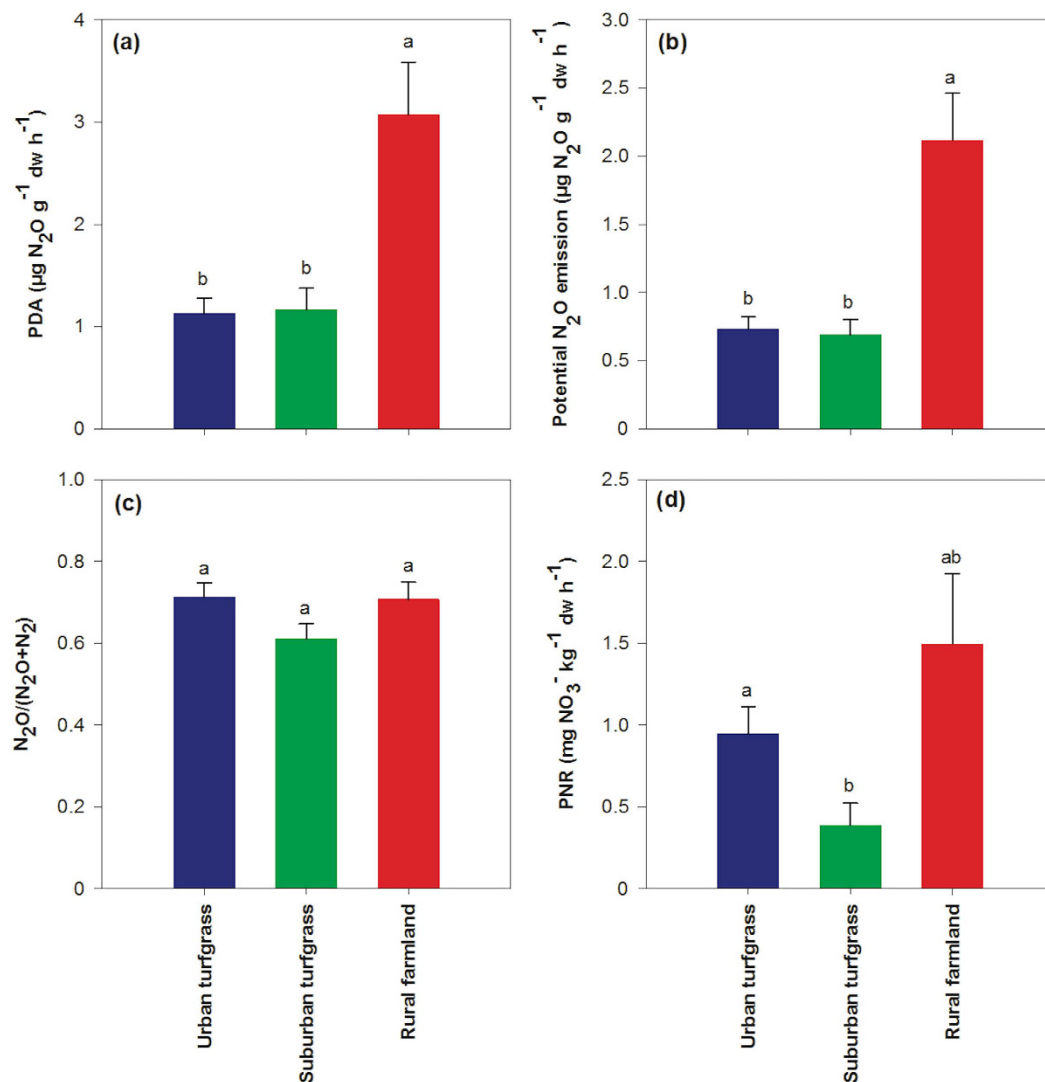 (a)
PDA (µg N2O g-1 dw h-1)
4
3
2
1
0
b
b
a
(b)
Potential N2O emission (µg N2O g-1 dw h-1)
3.0
2.5
2.0
1.5
1.0
0.5
0
b
b
a
(c)
N2O/(N2O+N2)
1.0
0.8
0.6
0.4
0.2
0
a
a
a
Urban turfgrass
Suburban turfgrass
Rural farmland
(d)
PNR (mg NO3- kg-1 dw h-1)
2.5
2.0
1.5
1.0
0.5
0
a
b
ab
Urban turfgrass
Suburban turfgrass
Rural farmland